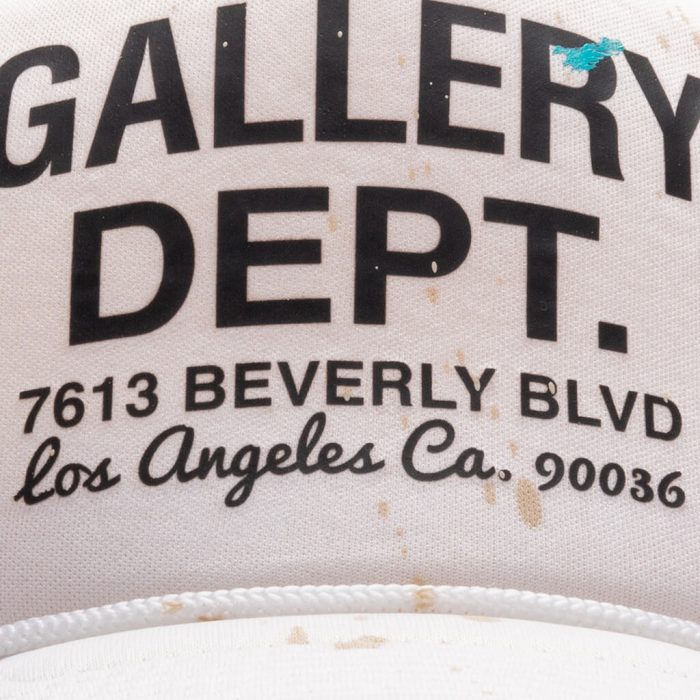 GALLERY
DEPT.
7613 BEVERLY BLVD
Los Angeles Ca. 90036